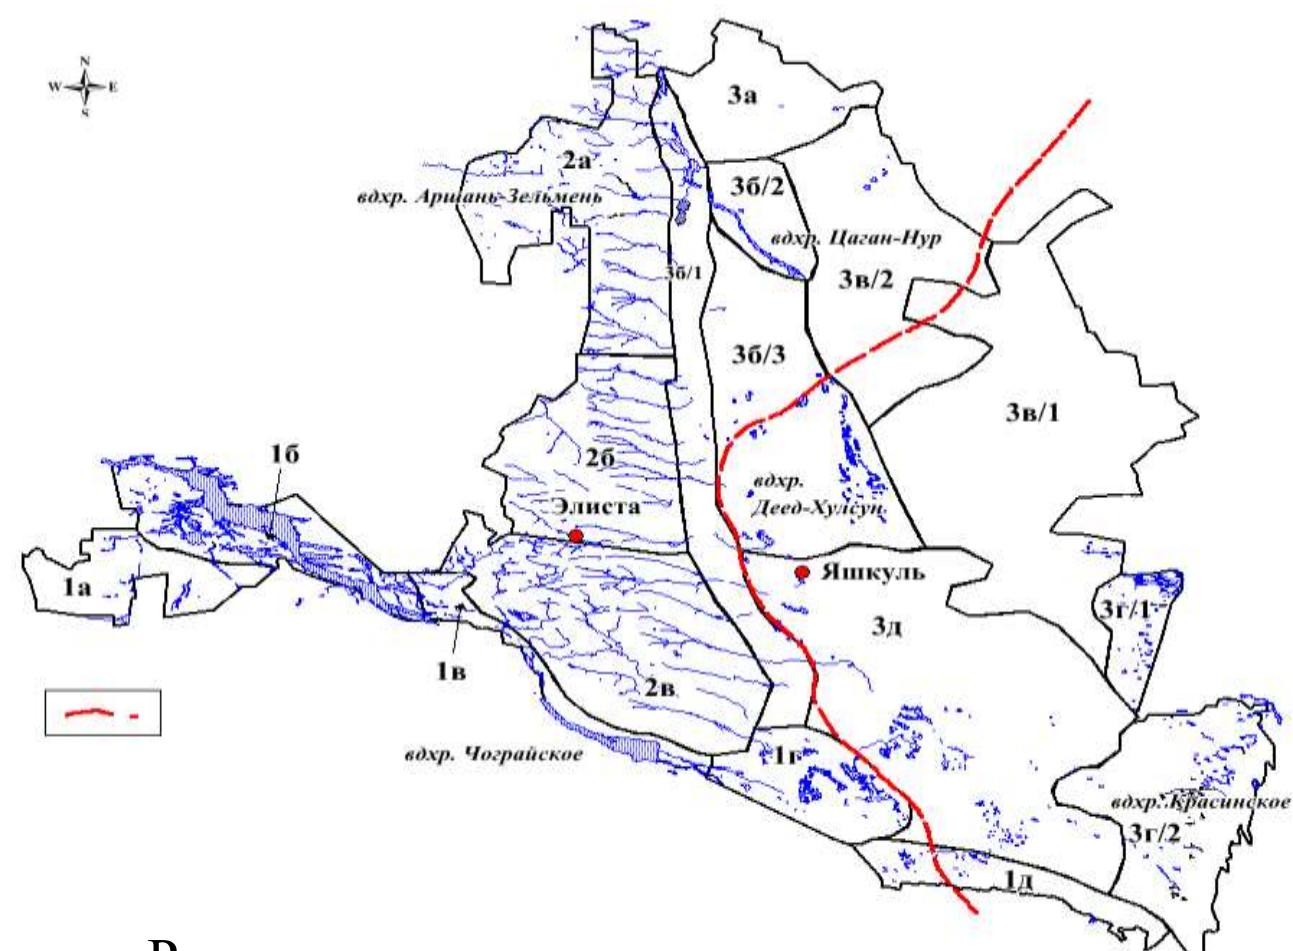 N
W E
S
3а
2а
3б/2
вдхр. Аршань-Зельмень
вдхр. Цаган-Нур
3б/1
3в/2
3б/3
3в/1
1б
2б
вдхр.
Деед-Хулсун
Элиста
Яшкуль
1а
3г/1
3д
1в
2в
вдхр. Чограйское
1г
вдхр. Красинское
3г/2
1д
Р